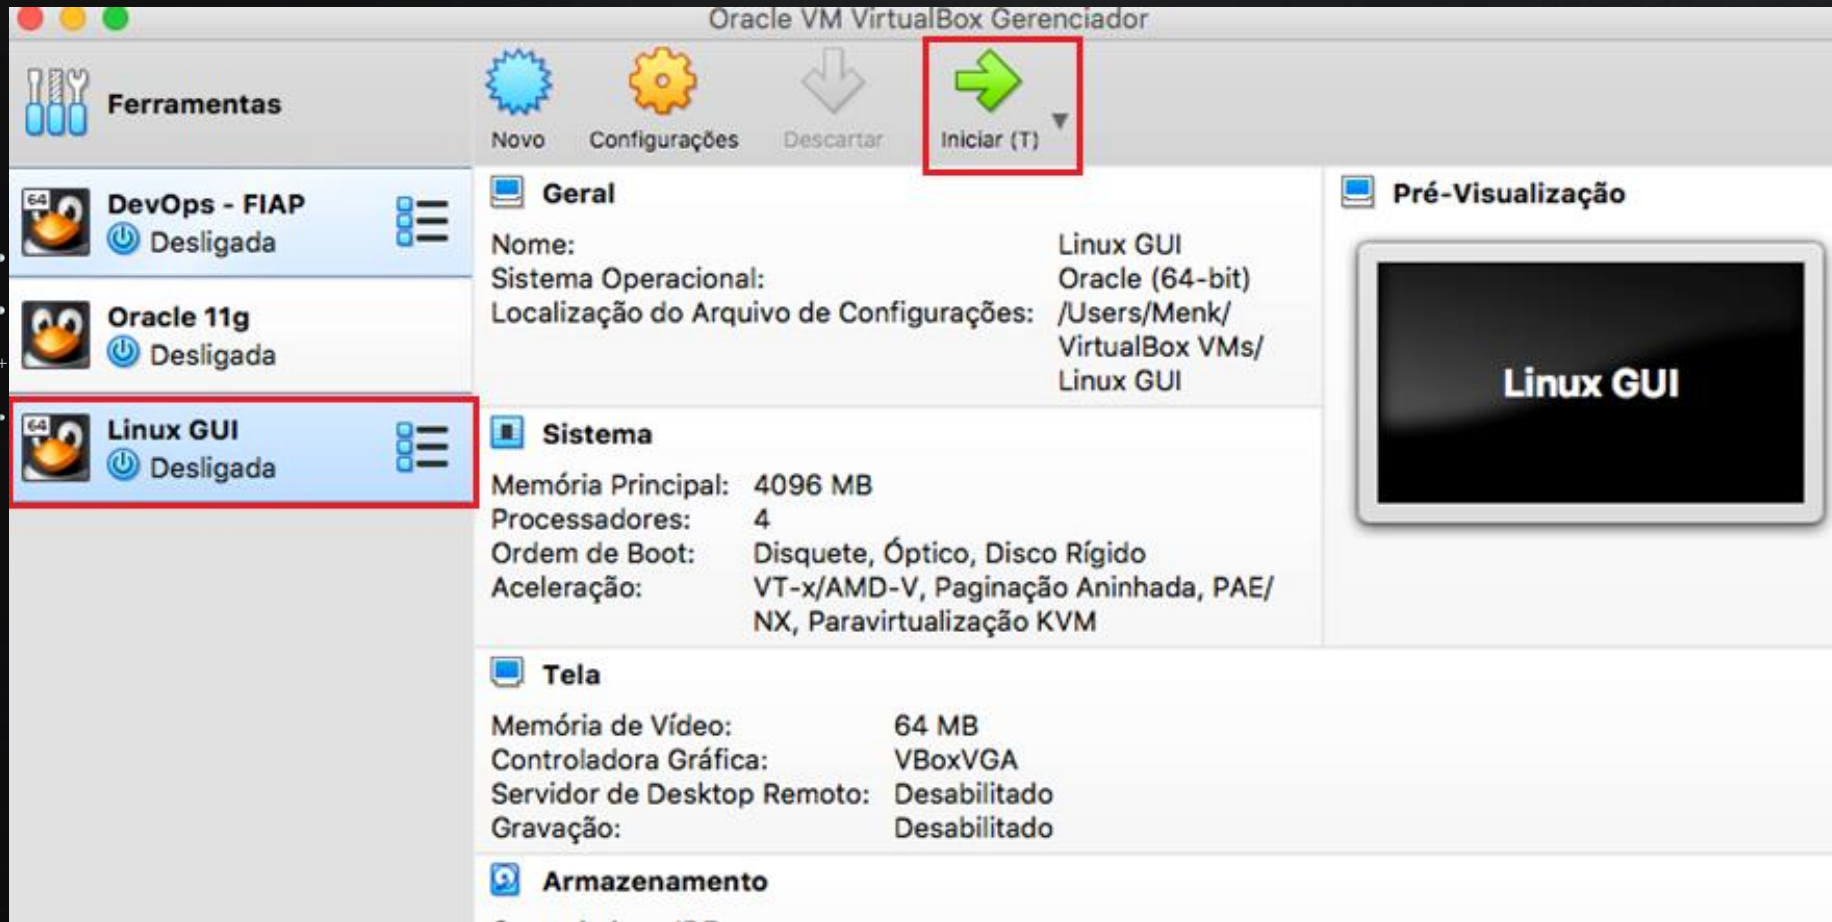 Oracle VM VirtualBox Gerenciador
Ferramentas
Novo
Configurações
Descartar
Iniciar (T)
64
DevOps - FIAP
Desligada
Oracle 11g
Desligada
64
Linux GUI
Desligada
Geral
Nome: Linux GUI
Sistema Operacional: Oracle (64-bit)
Localização do Arquivo de Configurações: /Users/Menk/
VirtualBox VMs/
Linux GUI
Pré-Visualização
Linux GUI
Sistema
Memória Principal: 4096 MB
Processadores: 4
Ordem de Boot: Disquete, Óptico, Disco Rígido
Aceleração: VT-x/AMD-V, Paginação Aninhada, PAE/
NX, Paravirtualização KVM
Tela
Memória de Vídeo: 64 MB
Controladora Gráfica: VBoxVGA
Servidor de Desktop Remoto: Desabilitado
Gravação: Desabilitado
Armazenamento